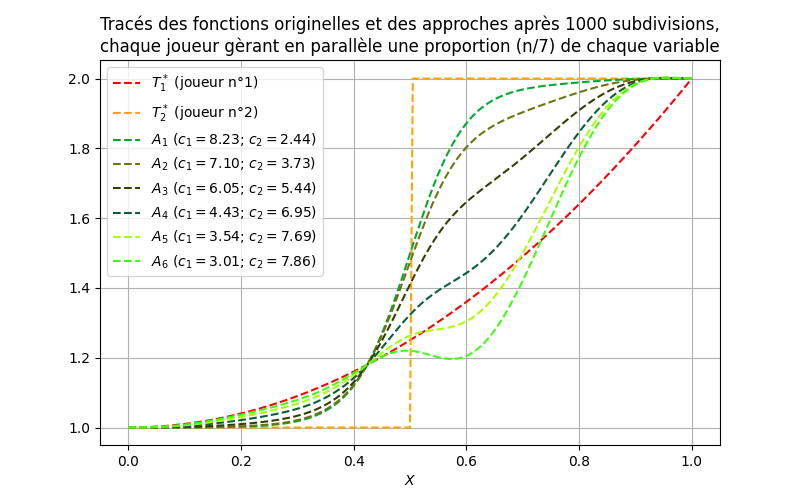 Tracés des fonctions originelles et des approches après 1000 subdivisions,
chaque joueur gèrant en parallèle une proportion (n/7) de chaque variable
T₁* (joueur n°1)
T₂* (joueur n°2)
A₁ (c₁ = 8.23; c₂ = 2.44)
A₂ (c₁ = 7.10; c₂ = 3.73)
A₃ (c₁ = 6.05; c₂ = 5.44)
A₄ (c₁ = 4.43; c₂ = 6.95)
A₅ (c₁ = 3.54; c₂ = 7.69)
A₆ (c₁ = 3.01; c₂ = 7.86)
2.0
1.8
1.6
1.4
1.2
1.0
0.0 0.2 0.4 0.6 0.8 1.0
X